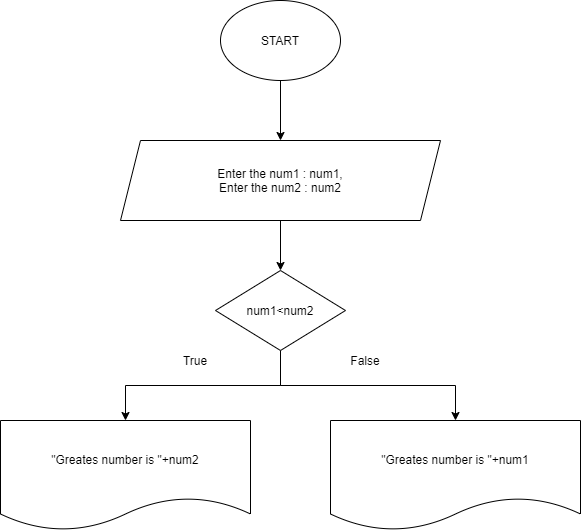 START
Enter the num1 : num1,
Enter the num2 : num2
num1<num2
True
False
"Greates number is "+num2
"Greates number is "+num1